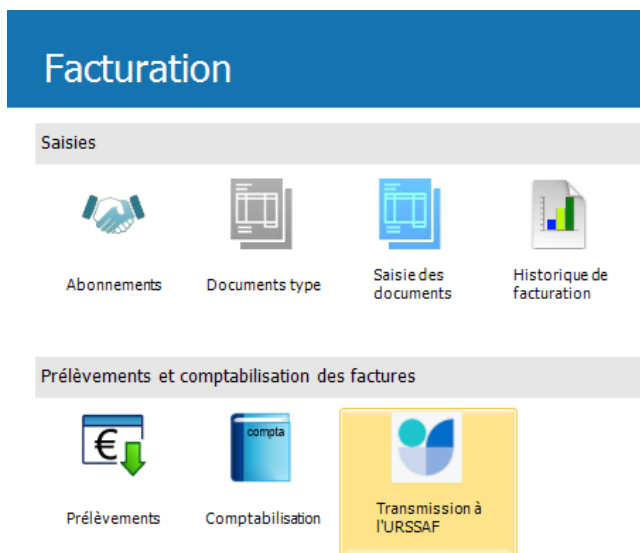 Facturation
Saisies
Abonnements
Documents type
Saisie des
documents
Historique de
facturation
Prélèvements et comptabilisation des factures
€
compta
Prélèvements
Comptabilisation
Transmission à
l'URSSAF